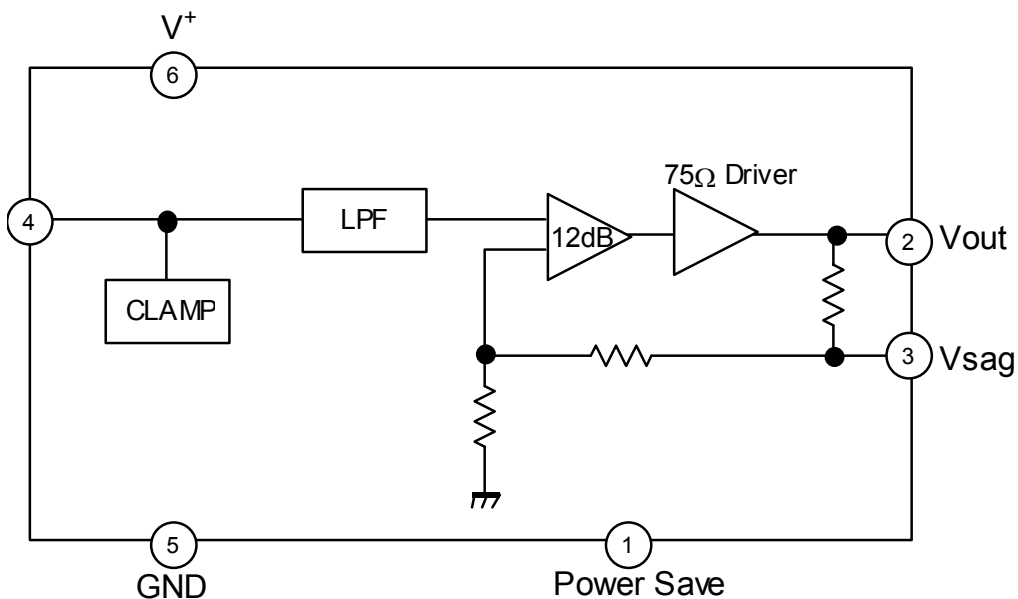 V+
6
75Ω Driver
4
LPF
12dB
2
Vout
CLAMP
3
Vsag
5
1
GND
Power Save